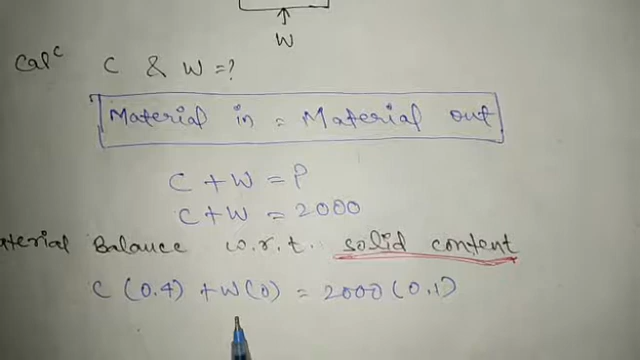 W
Calᶜ C & W =?
Material in = Material out
C + W = P
C + W = 2000
aterial Balance w.r.t. solid content
C (0.4) + W(0) = 2000 (0.1)